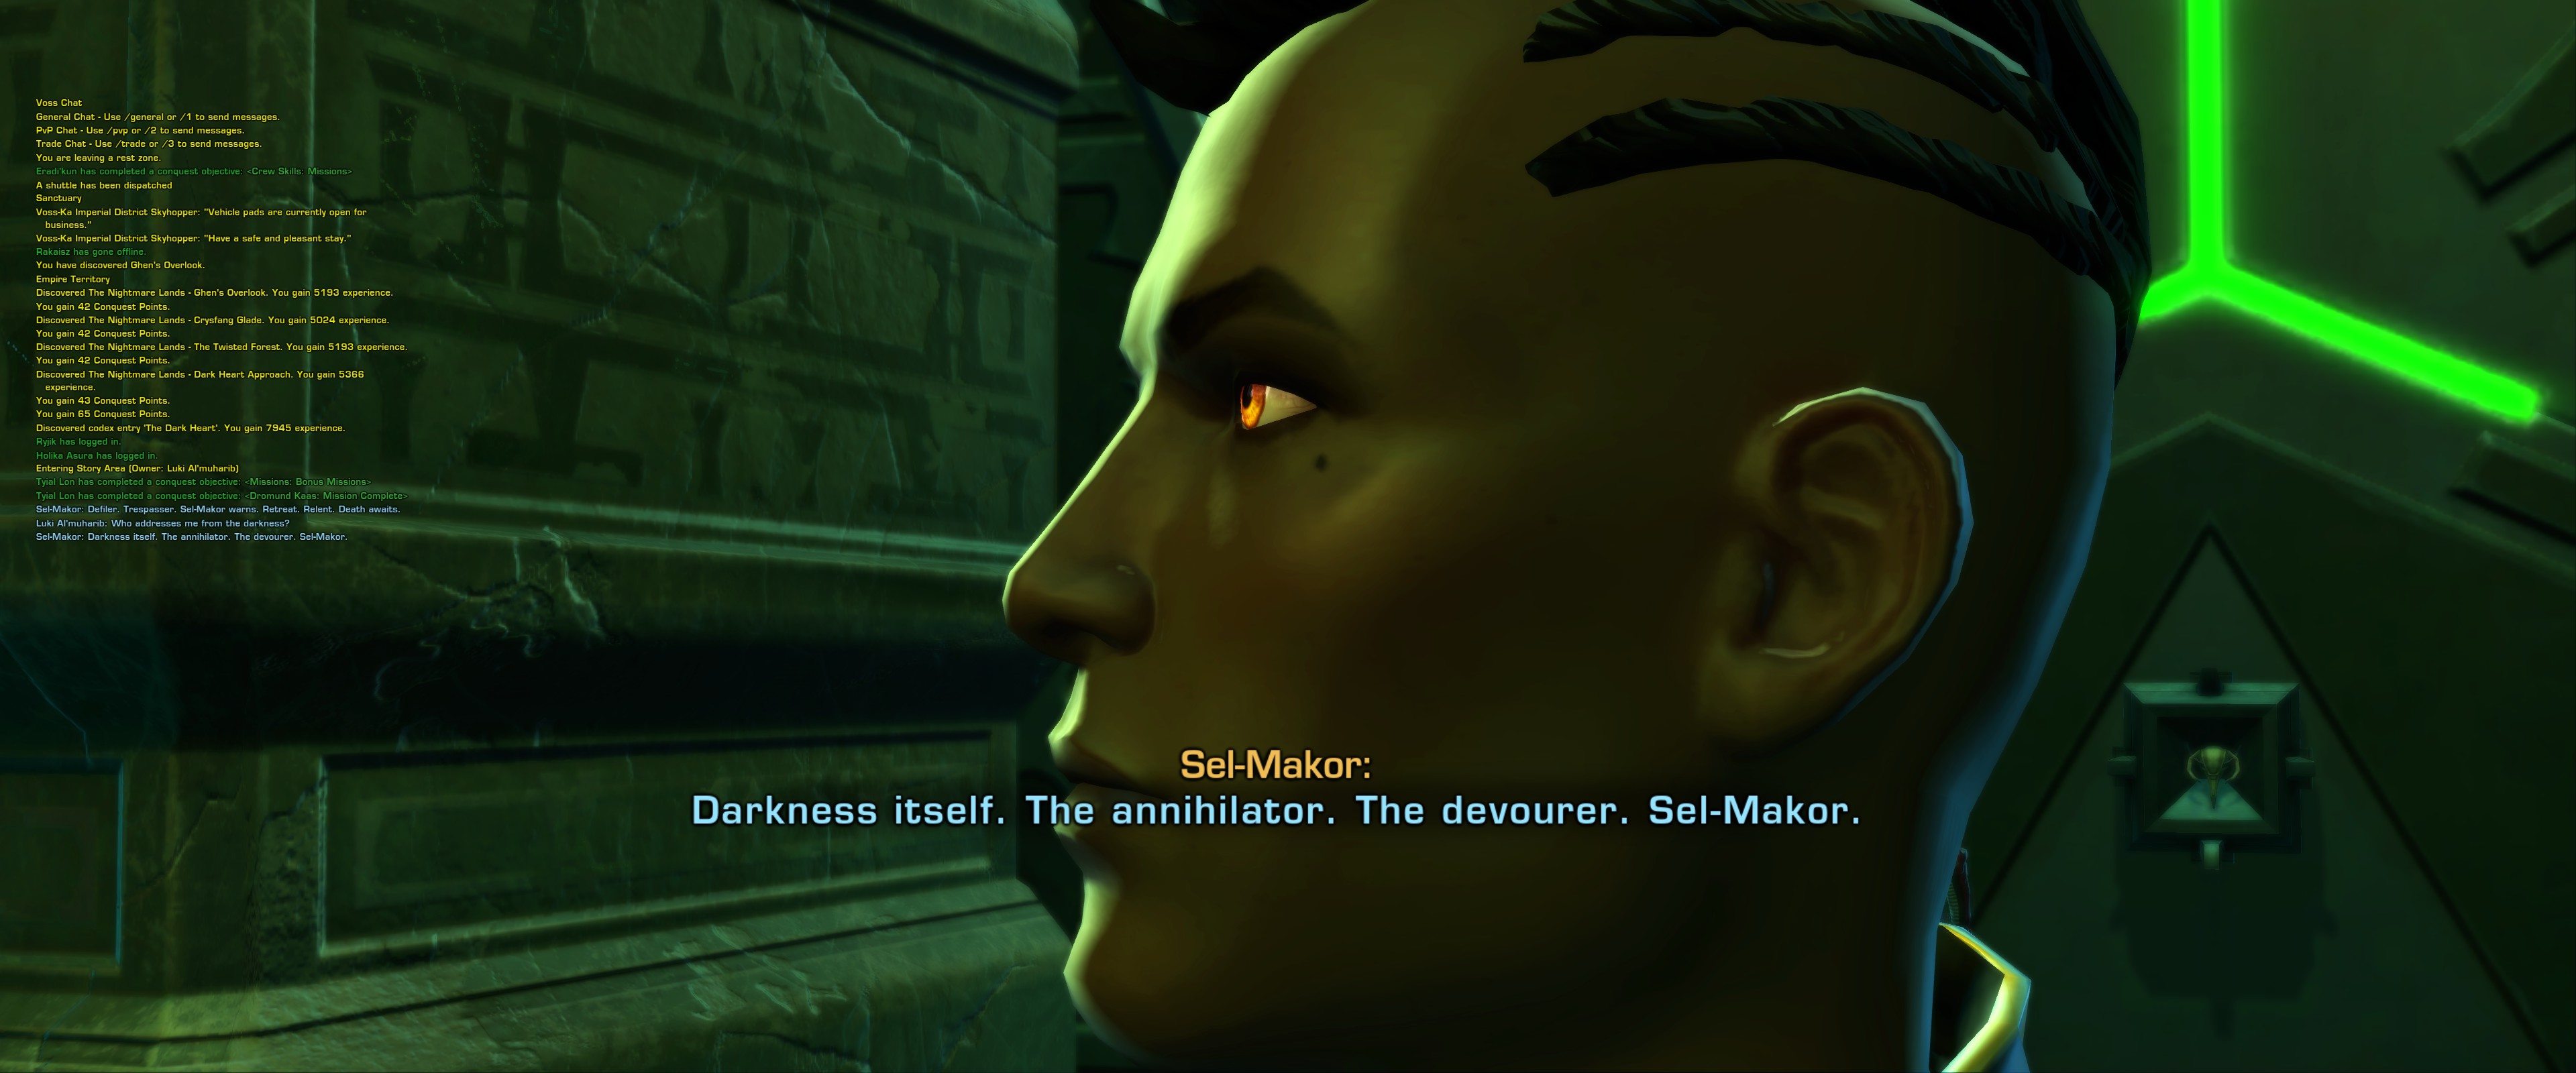 Voss Chat
General Chat - Use /general or /1 to send messages.
PvP Chat - Use /pvp or /2 to send messages.
Trade Chat - Use /trade or /3 to send messages.
You are leaving a rest zone.
Eradi'kun has completed a conquest objective: <Crew Skills: Missions>
A shuttle has been dispatched
Sanctuary
Voss-Ka Imperial District Skyhopper: "Vehicle pads are currently open for
business."
Voss-Ka Imperial District Skyhopper: "Have a safe and pleasant stay."
Rakaisz has gone offline.
You have discovered Ghen's Overlook.
Empire Territory
Discovered The Nightmare Lands - Ghen's Overlook. You gain 5193 experience.
You gain 42 Conquest Points.
Discovered The Nightmare Lands - Crysfang Glade. You gain 5024 experience.
You gain 42 Conquest Points.
Discovered The Nightmare Lands - The Twisted Forest. You gain 5193 experience.
You gain 42 Conquest Points.
Discovered The Nightmare Lands - Dark Heart Approach. You gain 5366
experience.
You gain 43 Conquest Points.
You gain 65 Conquest Points.
Discovered codex entry 'The Dark Heart'. You gain 7945 experience.
Ryjik has logged in.
Holika Asura has logged in.
Entering Story Area (Owner: Luki Al'muharib)
Tyial Lon has completed a conquest objective: <Missions: Bonus Missions>
Tyial Lon has completed a conquest objective: <Dromund Kaas: Mission Complete>
Sel-Makor: Defiler. Trespasser. Sel-Makor warns. Retreat. Relent. Death awaits.
Luki Al'muharib: Who addresses me from the darkness?
Sel-Makor: Darkness itself. The annihilator. The devourer. Sel-Makor.
Sel-Makor:
Darkness itself. The annihilator. The devourer. Sel-Makor.